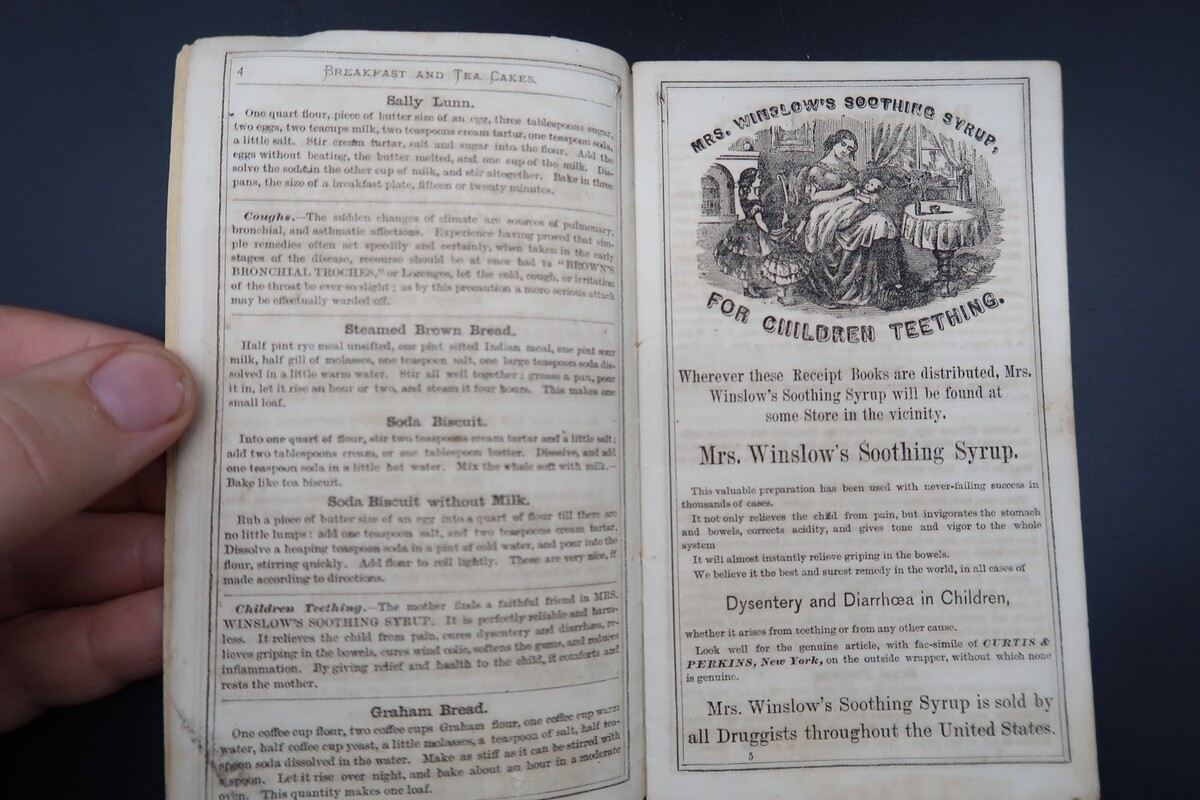 4
BREAKFAST AND TEA CAKES.
Sally Lunn.
One quart flour, piece of butter size of an egg, three tablespoons sugar,
two eggs, two teacups milk, two teaspoons cream tartar, one teaspoon soda,
a little salt. Stir cream tartar, salt and sugar into the flour. Add the
eggs without beating, the butter melted, and one cup of the milk. Dis-
solve the soda in the other cup of milk, and stir altogether. Bake in three
pans, the size of a breakfast plate, fifteen or twenty minutes.
Coughs.—The sudden changes of climate are sources of pulmonary,
bronchial, and asthmatic affections. Experience having proved that sim-
ple remedies often act speedily and certainly, when taken in the early
stages of the disease, recourse should be at once had to "BROWN'S
BRONCHIAL TROCHES," or Lozenges, let the cold, cough, or irritation
of the throat be ever so slight; as by this precaution a more serious attack
may be effectually warded off.
Steamed Brown Bread.
Half pint rye meal unsifted, one pint sifted Indian meal, one pint sour
milk, half gill of molasses, one teaspoon salt, one large teaspoon soda dis-
solved in a little warm water. Stir all well together; grease a pan, pour
it in, let it rise an hour or two, and steam it four hours. This makes one
small loaf.
Soda Biscuit.
Into one quart of flour, stir two teaspoons cream tartar and a little salt;
add two tablespoons cream, or one tablespoon butter. Dissolve, and add
one teaspoon soda in a little hot water. Mix the whole soft with milk.—
Bake like tea biscuit.
Soda Biscuit without Milk.
Rub a piece of butter size of an egg into a quart of flour till there are
no little lumps; add one teaspoon salt, and two teaspoons cream tartar.
Dissolve a heaping teaspoon soda in a pint of cold water, and pour into the
flour, stirring quickly. Add flour to roll lightly. These are very nice, if
made according to directions.
Children Teething.—The mother finds a faithful friend in MRS.
WINSLOW'S SOOTHING SYRUP. It is perfectly reliable and harm-
less. It relieves the child from pain, cures dysentery and diarrhœa, re-
lieves griping in the bowels, cures wind colic, softens the gums, and reduces
inflammation. By giving relief and health to the child, it comforts and
rests the mother.
Graham Bread.
One coffee cup flour, two coffee cups Graham flour, one coffee cup warm
water, half coffee cup yeast, a little molasses, a teaspoon of salt, half tea-
spoon soda dissolved in the water. Make as stiff as it can be stirred with
a spoon. Let it rise over night, and bake about an hour in a moderate
oven. This quantity makes one loaf.
MRS. WINSLOW'S SOOTHING SYRUP,
FOR CHILDREN TEETHING.
Wherever these Receipt Books are distributed, Mrs.
Winslow's Soothing Syrup will be found at
some Store in the vicinity.
Mrs. Winslow's Soothing Syrup.
This valuable preparation has been used with never-failing success in
thousands of cases.
It not only relieves the child from pain, but invigorates the stomach
and bowels, corrects acidity, and gives tone and vigor to the whole
system
It will almost instantly relieve griping in the bowels.
We believe it the best and surest remedy in the world, in all cases of
Dysentery and Diarrhœa in Children,
whether it arises from teething or from any other cause.
Look well for the genuine article, with fac-simile of CURTIS &
PERKINS, New York, on the outside wrapper, without which none
is genuine.
Mrs. Winslow's Soothing Syrup is sold by
all Druggists throughout the United States.
5